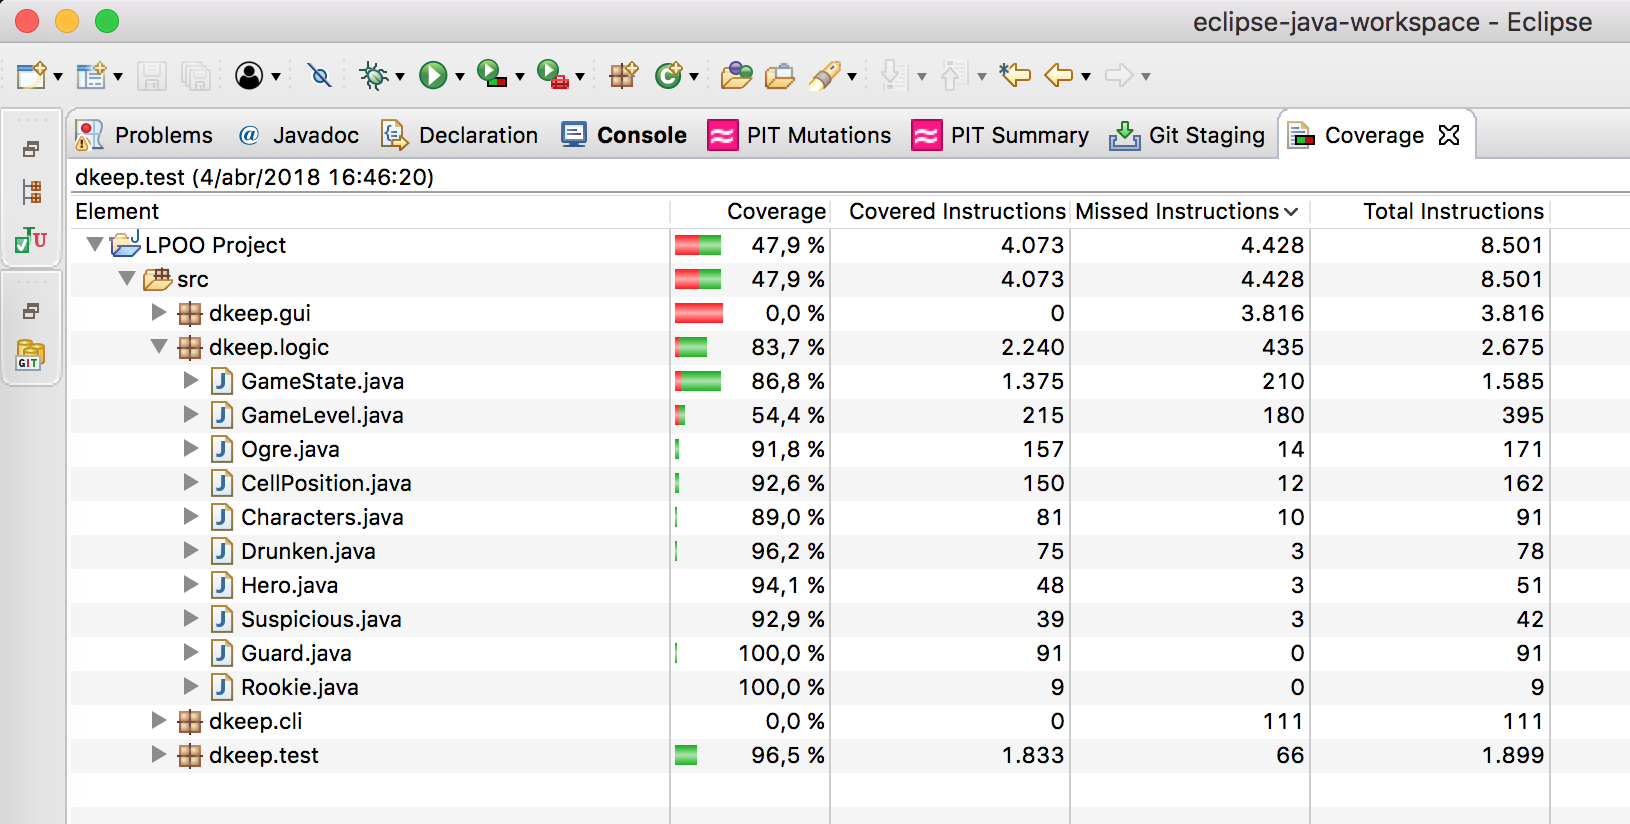 eclipse-java-workspace - Eclipse
Problems @ Javadoc Declaration Console PIT Mutations PIT Summary Git Staging Coverage
dkeep.test (4/abr/2018 16:46:20)
Element Coverage Covered Instructions Missed Instructions Total Instructions
LPOO Project 47,9 % 4.073 4.428 8.501
src 47,9 % 4.073 4.428 8.501
dkeep.gui 0,0 % 0 3.816 3.816
dkeep.logic 83,7 % 2.240 435 2.675
GameState.java 86,8 % 1.375 210 1.585
GameLevel.java 54,4 % 215 180 395
Ogre.java 91,8 % 157 14 171
CellPosition.java 92,6 % 150 12 162
Characters.java 89,0 % 81 10 91
Drunken.java 96,2 % 75 3 78
Hero.java 94,1 % 48 3 51
Suspicious.java 92,9 % 39 3 42
Guard.java 100,0 % 91 0 91
Rookie.java 100,0 % 9 0 9
dkeep.cli 0,0 % 0 111 111
dkeep.test 96,5 % 1.833 66 1.899
JU
GIT